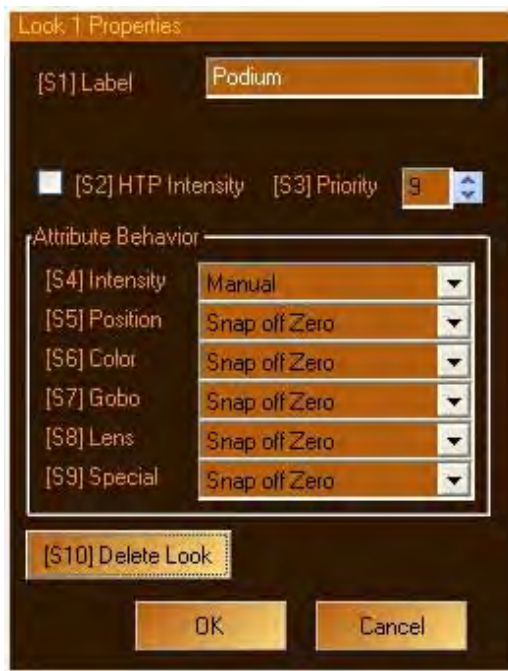 Look 1 Properties
[S1] Label Podium
[S2] HTP Intensity [S3] Priority 9
Attribute Behavior
[S4] Intensity Manual
[S5] Position Snap off Zero
[S6] Color Snap off Zero
[S7] Gobo Snap off Zero
[S8] Lens Snap off Zero
[S9] Special Snap off Zero
[S10] Delete Look
OK Cancel